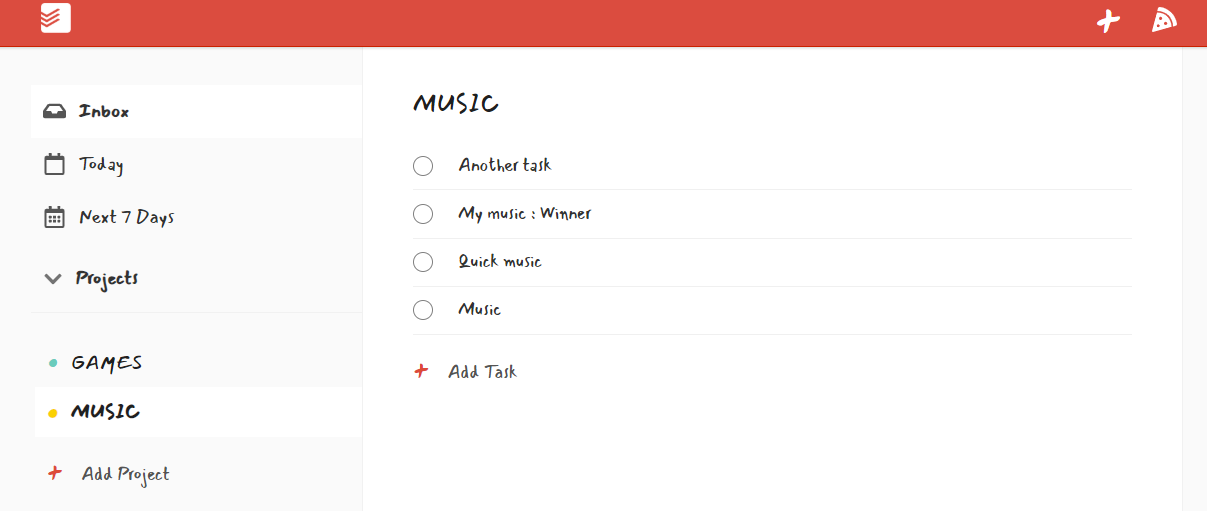 Inbox
Today
Next 7 Days
Projects
GAMES
MUSIC
+ Add Project
MUSIC
Another task
My music : Winner
Quick music
Music
+ Add Task